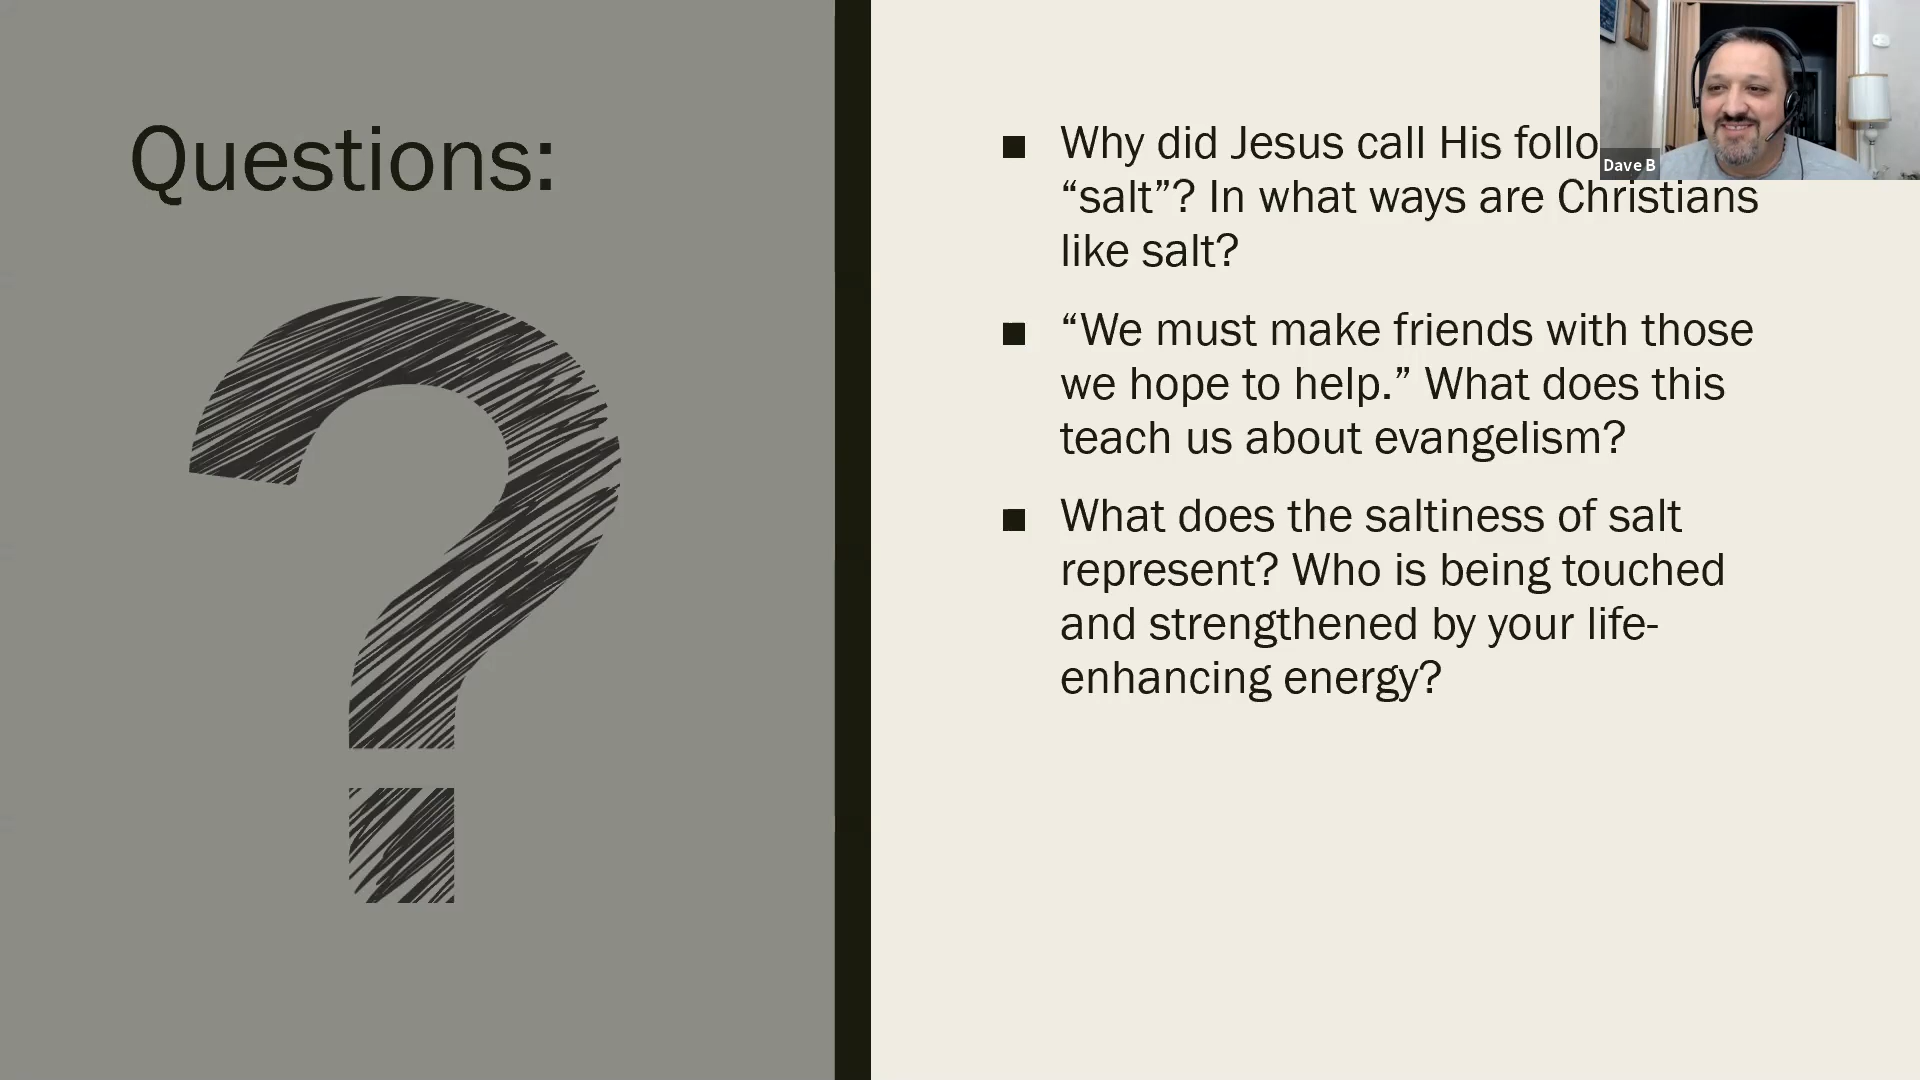 Questions:
Why did Jesus call His
“salt”? In what ways are Christians
like salt?
“We must make friends with those
we hope to help.” What does this
teach us about evangelism?
What does the saltiness of salt
represent? Who is being touched
and strengthened by your life-
enhancing energy?
Dave B